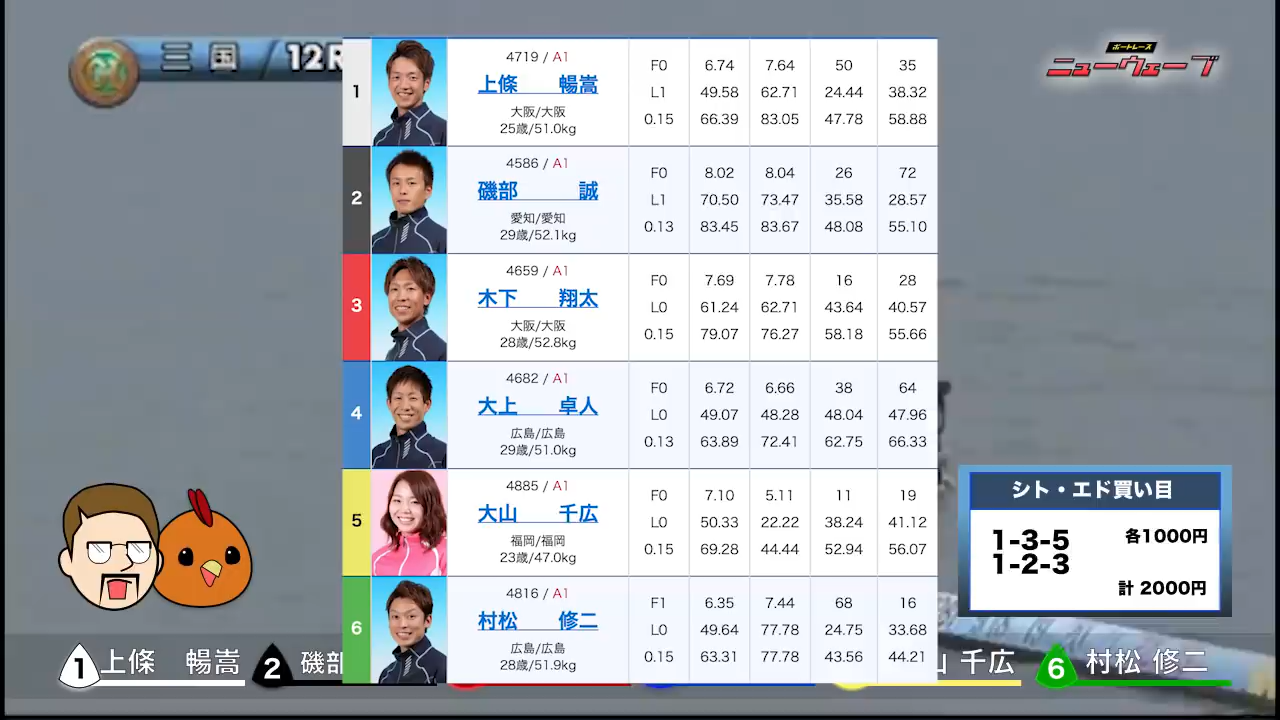 三国 / 12R
ボートレース
ニューウェーブ
1
4719 / A1
上條 暢嵩
大阪/大阪
25歳/51.0kg
F0 6.74 7.64 50 35
L1 49.58 62.71 24.44 38.32
0.15 66.39 83.05 47.78 58.88
2
4586 / A1
磯部 誠
愛知/愛知
29歳/52.1kg
F0 8.02 8.04 26 72
L1 70.50 73.47 35.58 28.57
0.13 83.45 83.67 48.08 55.10
3
4659 / A1
木下 翔太
大阪/大阪
28歳/52.8kg
F0 7.69 7.78 16 28
L0 61.24 62.71 43.64 40.57
0.15 79.07 76.27 58.18 55.66
4
4682 / A1
大上 卓人
広島/広島
29歳/51.0kg
F0 6.72 6.66 38 64
L0 49.07 48.28 48.04 47.96
0.13 63.89 72.41 62.75 66.33
5
4885 / A1
大山 千広
福岡/福岡
23歳/47.0kg
F0 7.10 5.11 11 19
L0 50.33 22.22 38.24 41.12
0.15 69.28 44.44 52.94 56.07
6
4816 / A1
村松 修二
広島/広島
28歳/51.9kg
F1 6.35 7.44 68 16
L0 49.64 77.78 24.75 33.68
0.15 63.31 77.78 43.56 44.21
シト・エド買い目
1-3-5 各1000円
1-2-3
計 2000円
1 上條 暢嵩 2 磯部 千広 6 村松 修二